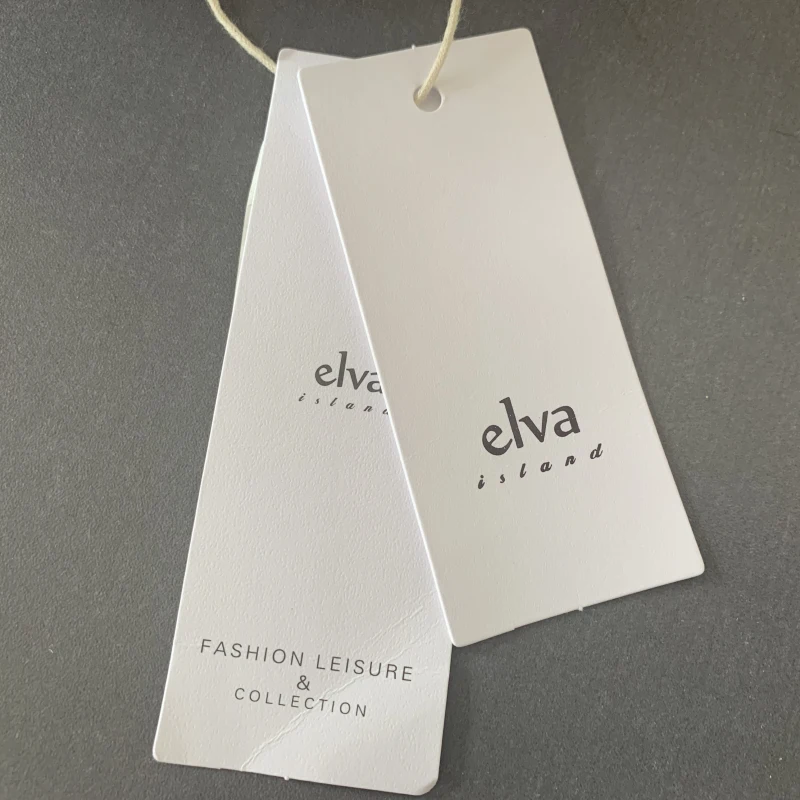 elva
island
FASHION LEISURE
&
COLLECTION
elva
island